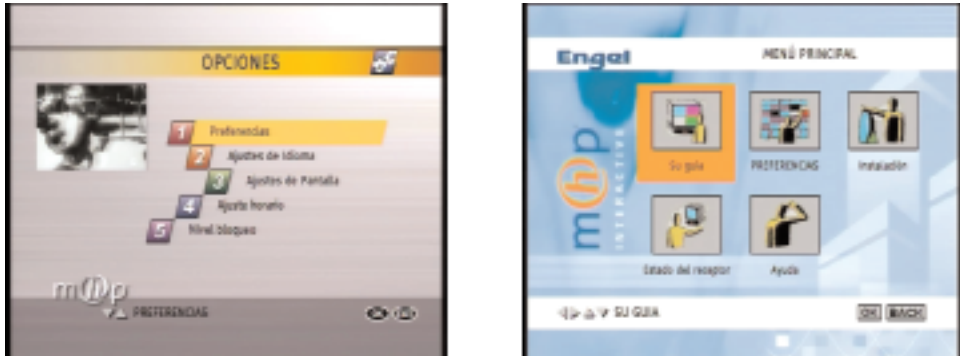 OPCIONES
1 Preferencias
2 Ajustes de Idioma
3 Ajustes de Pantalla
4 Ajuste horario
5 Nivel bloqueo
mhp
PREFERENCIAS
Engel
MENÚ PRINCIPAL
mhp
INTERACTIVE
Su guía
PREFERENCIAS
Instalación
Estado del receptor
Ayuda
SU GUIA
OK BACK